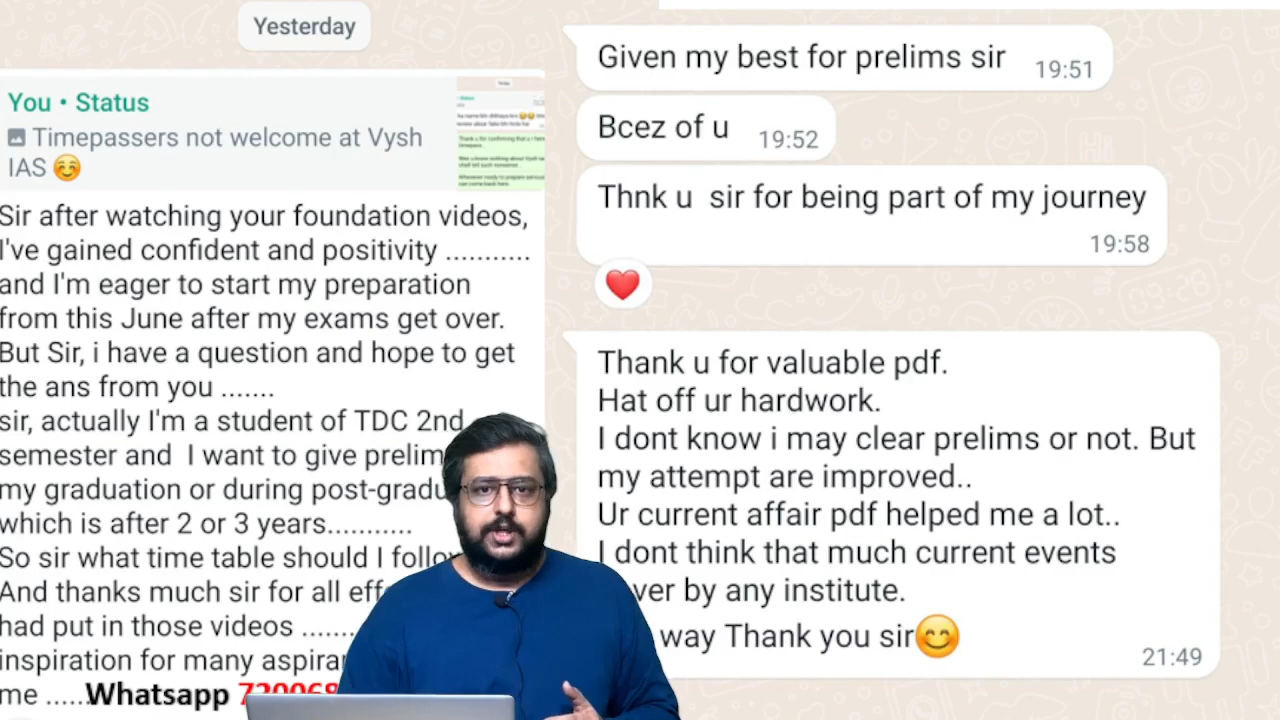 Yesterday
You • Status
Timepassers not welcome at Vysh
IAS 😊
Sir after watching your foundation videos,
I've gained confident and positivity ...........
and I'm eager to start my preparation
from this June after my exams get over.
But Sir, i have a question and hope to get
the ans from you .......
sir, actually I'm a student of TDC 2nd
semester and I want to give prelim
my graduation or during post-gradu
which is after 2 or 3 years...........
So sir what time table should I follow
And thanks much sir for all eff
had put in those videos .......
inspiration for many aspira
me .....
Whatsapp 720068
Given my best for prelims sir 19:51
Bcez of u 19:52
Thnk u sir for being part of my journey
19:58
Thank u for valuable pdf.
Hat off ur hardwork.
I dont know i may clear prelims or not. But
my attempt are improved..
Ur current affair pdf helped me a lot..
I dont think that much current events
ver by any institute.
way Thank you sir😊
21:49